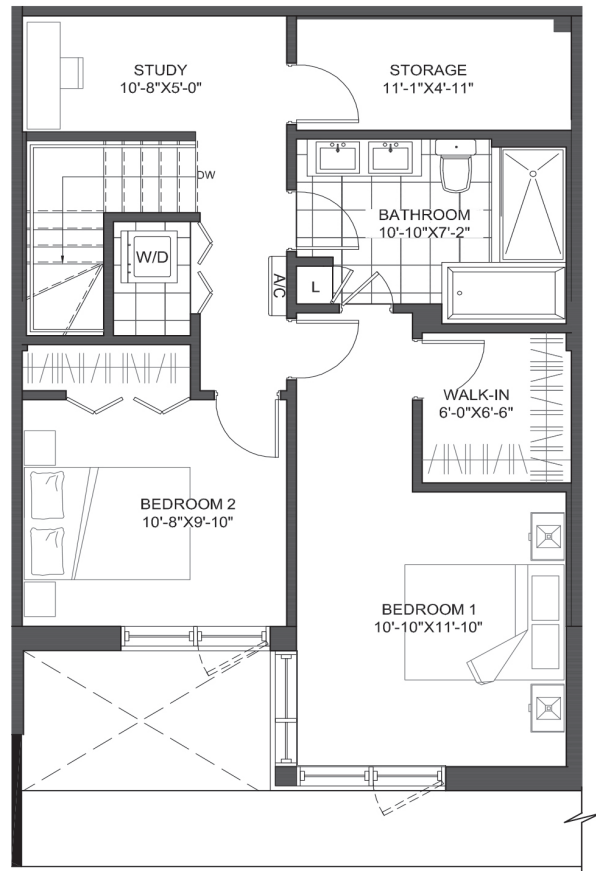 STUDY
10'-8"X5'-0"
STORAGE
11'-1"X4'-11"
DW
BATHROOM
10'-10"X7'-2"
W/D
A/C
L
WALK-IN
6'-0"X6'-6"
BEDROOM 2
10'-8"X9'-10"
BEDROOM 1
10'-10"X11'-10"